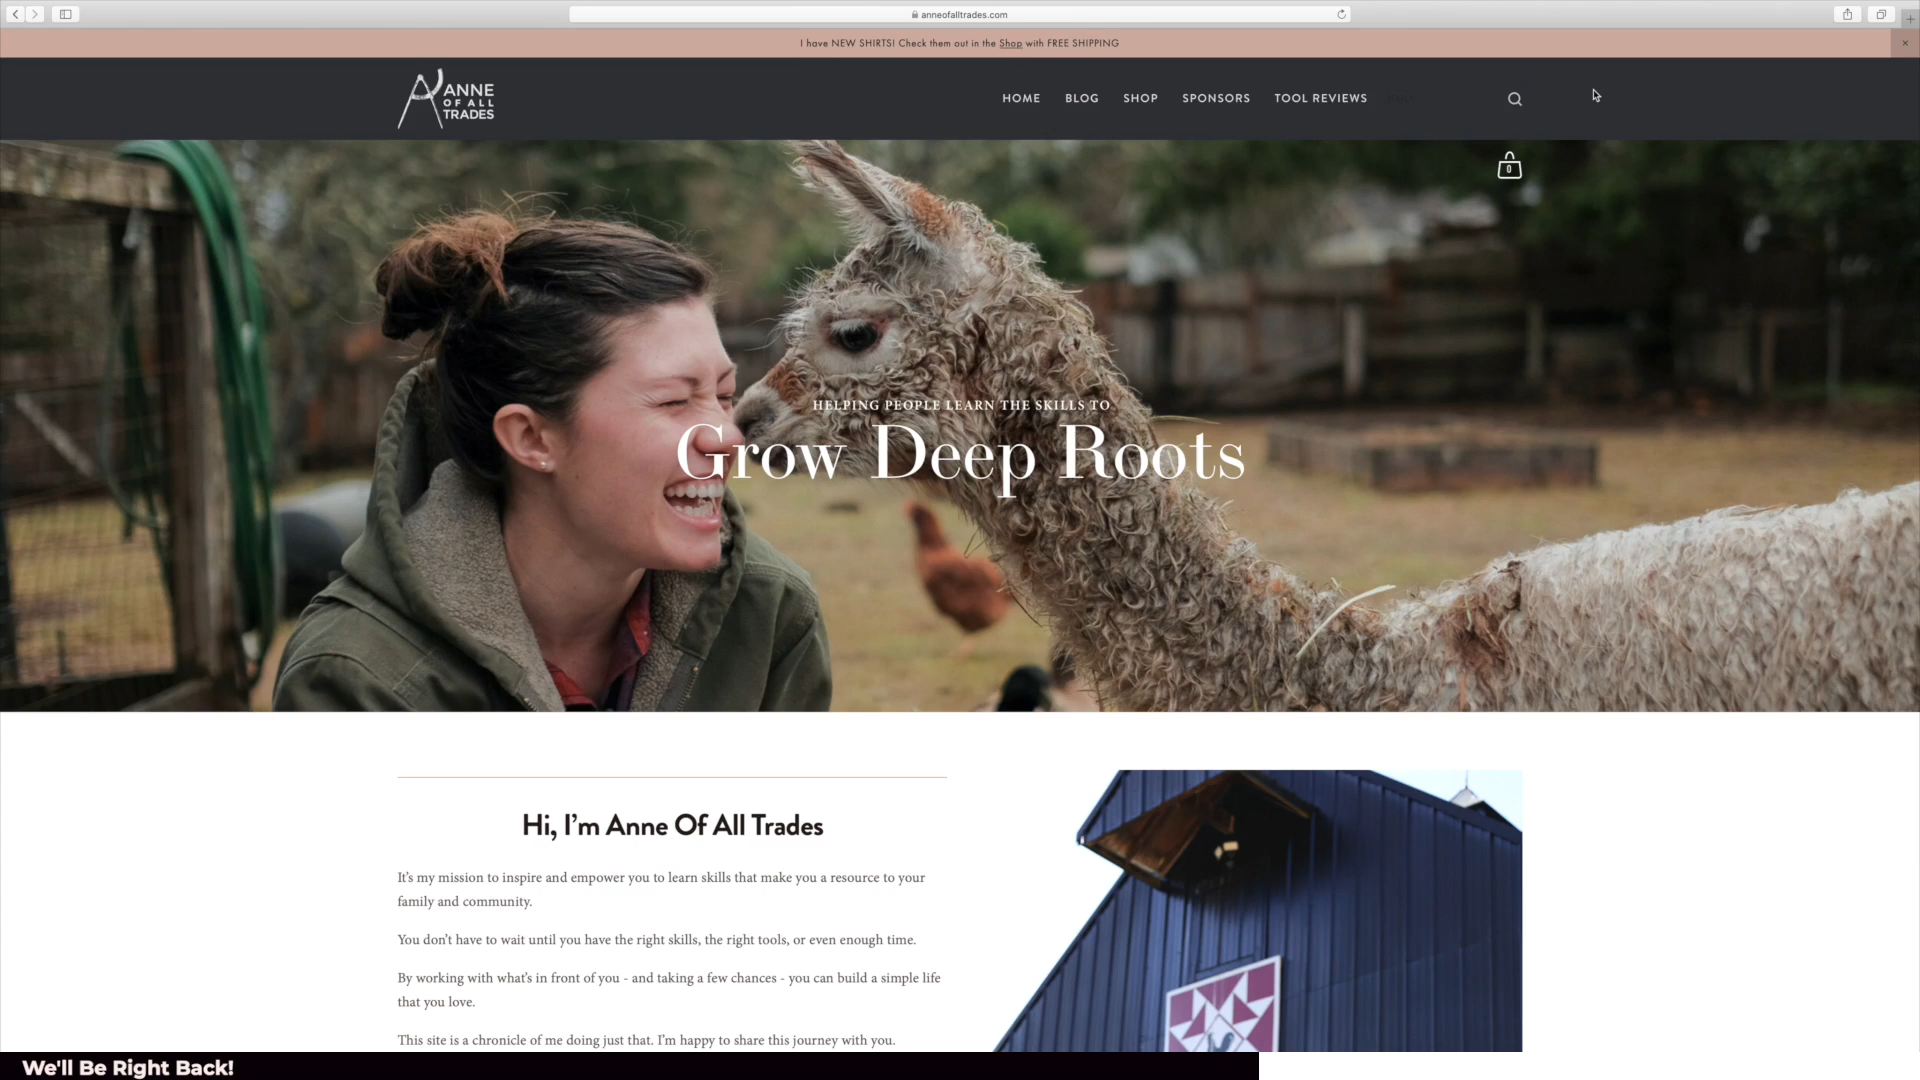 anneofalltrades.com
I have NEW SHIRTS! Check them out in the Shop with FREE SHIPPING
ANNE
OF ALL
TRADES
HOME BLOG SHOP SPONSORS TOOL REVIEWS
0
HELPING PEOPLE LEARN THE SKILLS TO
Grow Deep Roots
Hi, I'm Anne Of All Trades
It's my mission to inspire and empower you to learn skills that make you a resource to your
family and community.
You don't have to wait until you have the right skills, the right tools, or even enough time.
By working with what's in front of you - and taking a few chances - you can build a simple life
that you love.
This site is a chronicle of me doing just that. I'm happy to share this journey with you.
We'll Be Right Back!